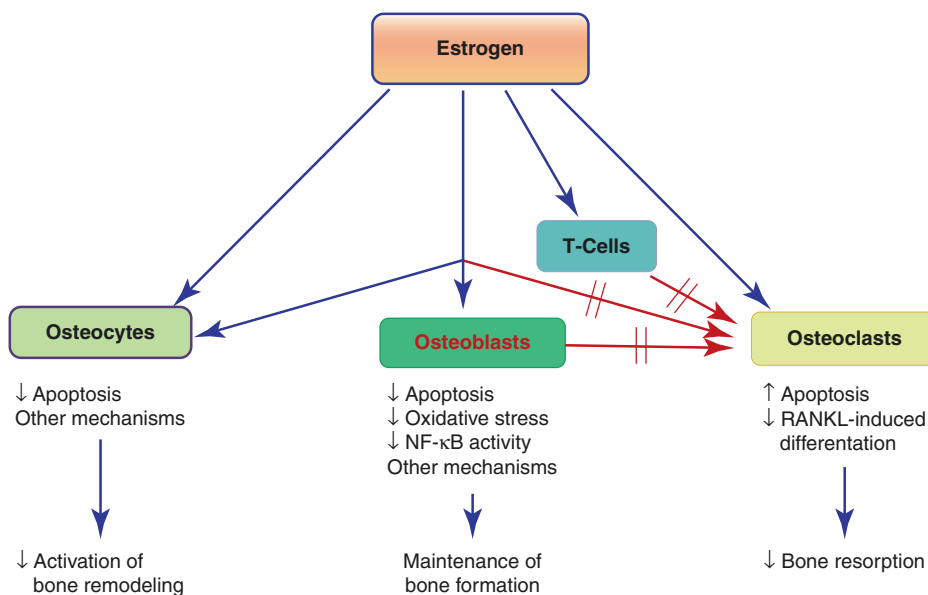 Estrogen
T-Cells
Osteocytes
Osteoblasts
Osteoclasts
↓ Apoptosis
Other mechanisms
↓ Activation of
bone remodeling
↓ Apoptosis
↓ Oxidative stress
↓ NF-κB activity
Other mechanisms
Maintenance of
bone formation
↑ Apoptosis
↓ RANKL-induced
differentation
↓ Bone resorption